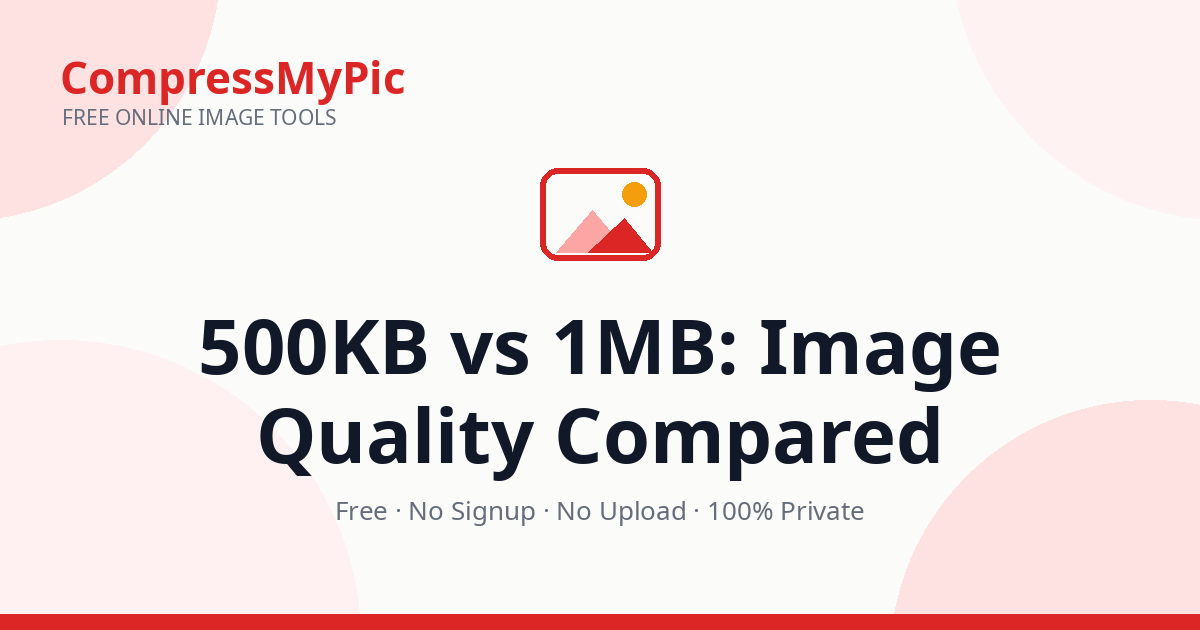 CompressMyPic
FREE ONLINE IMAGE TOOLS
500KB vs 1MB: Image
Quality Compared
Free · No Signup · No Upload · 100% Private